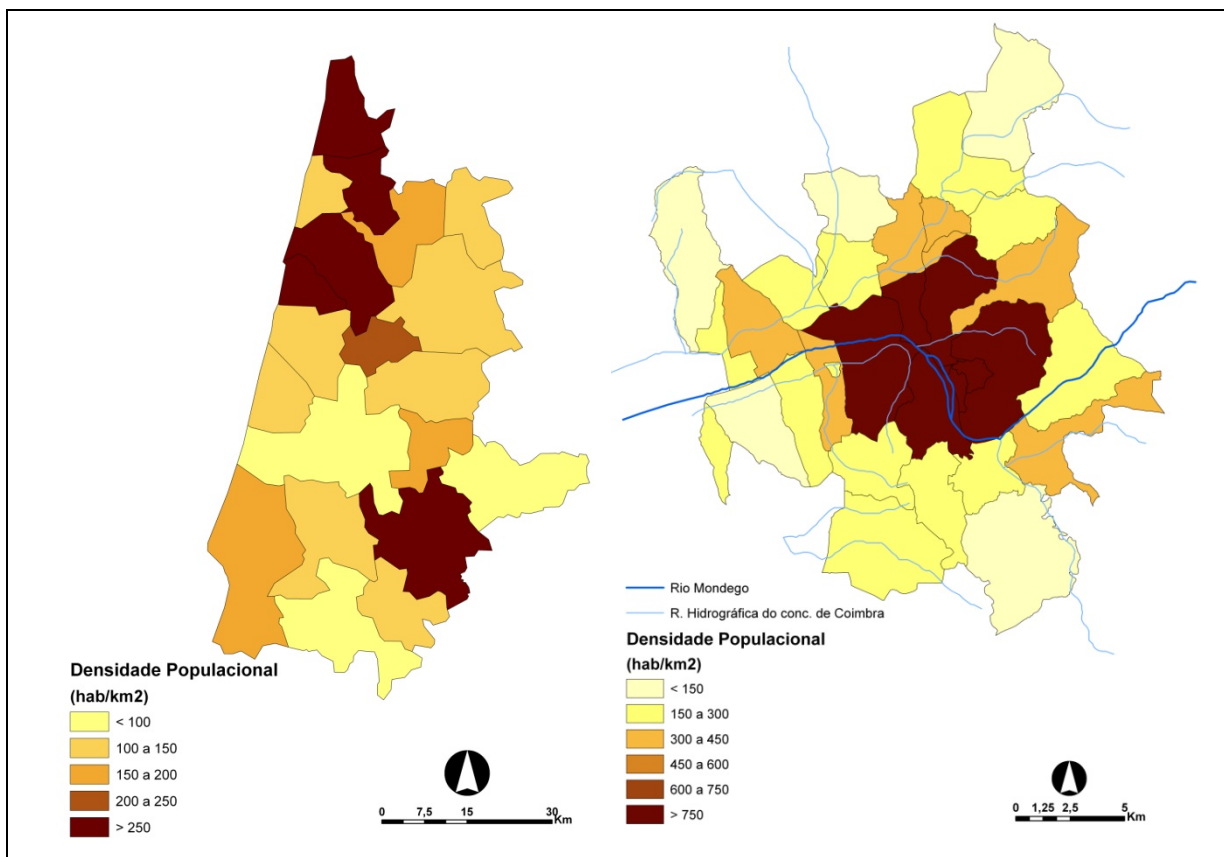 Densidade Populacional
(hab/km2)
< 100
100 a 150
150 a 200
200 a 250
> 250
0 7,5 15 30
Km
Rio Mondego
R. Hidrográfica do conc. de Coimbra
Densidade Populacional
(hab/km2)
< 150
150 a 300
300 a 450
450 a 600
600 a 750
> 750
0 1,25 2,5 5
Km